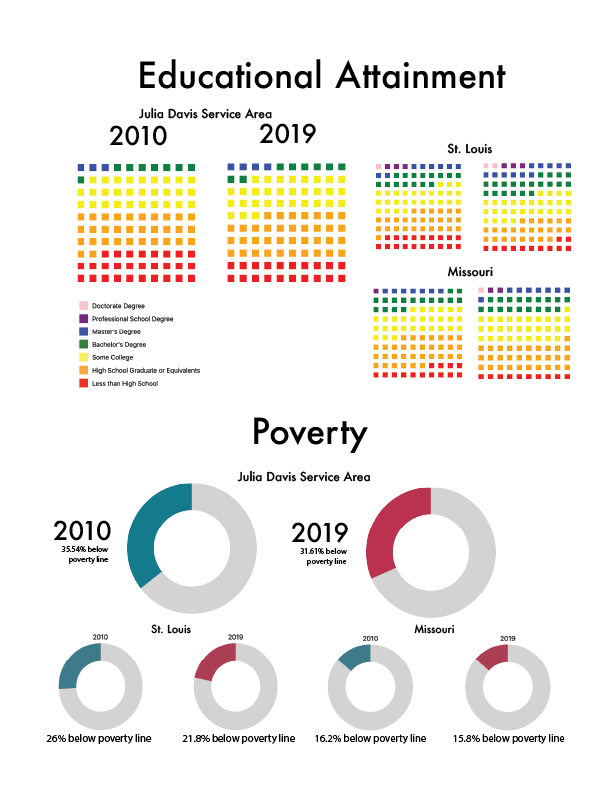 Educational Attainment
Julia Davis Service Area
2010
2019
St. Louis
Missouri
Doctorate Degree
Professional School Degree
Master's Degree
Bachelor's Degree
Some College
High School Graduate or Equivalents
Less than High School
Poverty
Julia Davis Service Area
2010
35.54% below
poverty line
2019
31.61% below
poverty line
St. Louis
Missouri
2010
2019
2010
2019
26% below poverty line
21.8% below poverty line
16.2% below poverty line
15.8% below poverty line